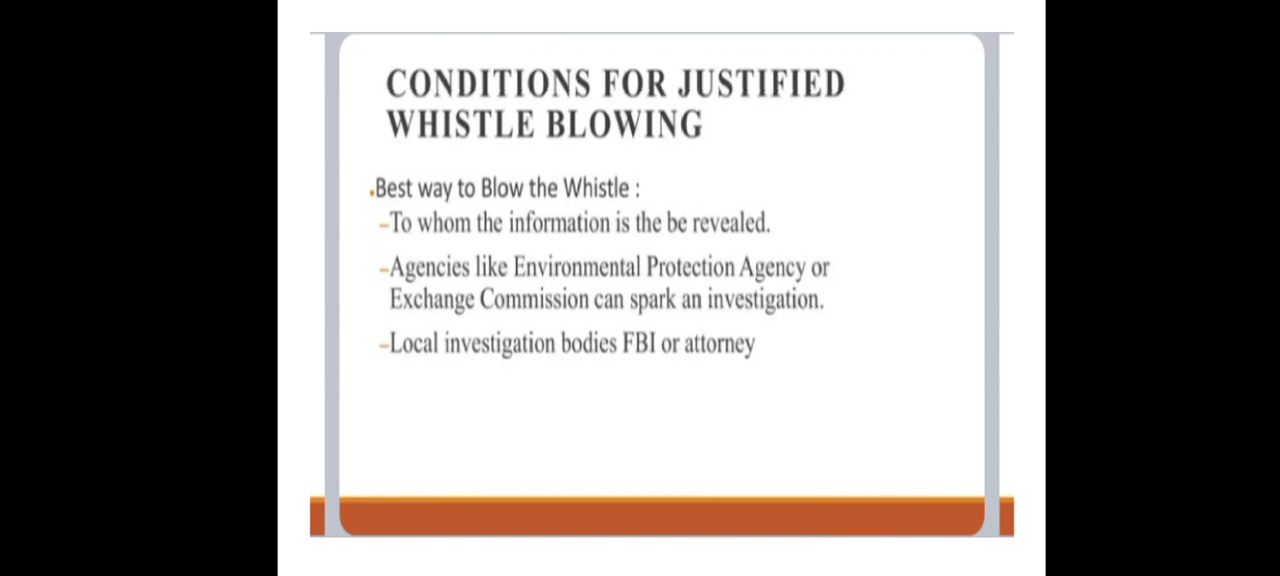 CONDITIONS FOR JUSTIFIED
WHISTLE BLOWING
.Best way to Blow the Whistle :
–To whom the information is the be revealed.
–Agencies like Environmental Protection Agency or
Exchange Commission can spark an investigation.
–Local investigation bodies FBI or attorney